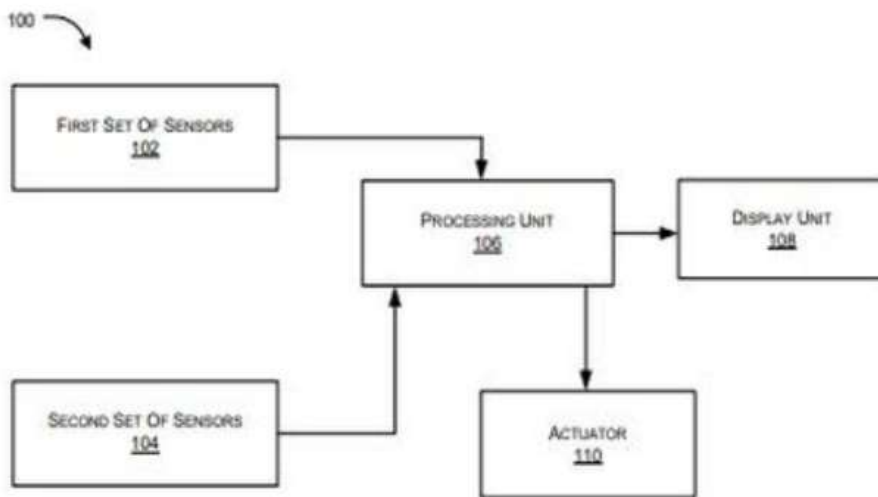 100
FIRST SET OF SENSORS
102
PROCESSING UNIT
106
DISPLAY UNIT
108
SECOND SET OF SENSORS
104
ACTUATOR
110